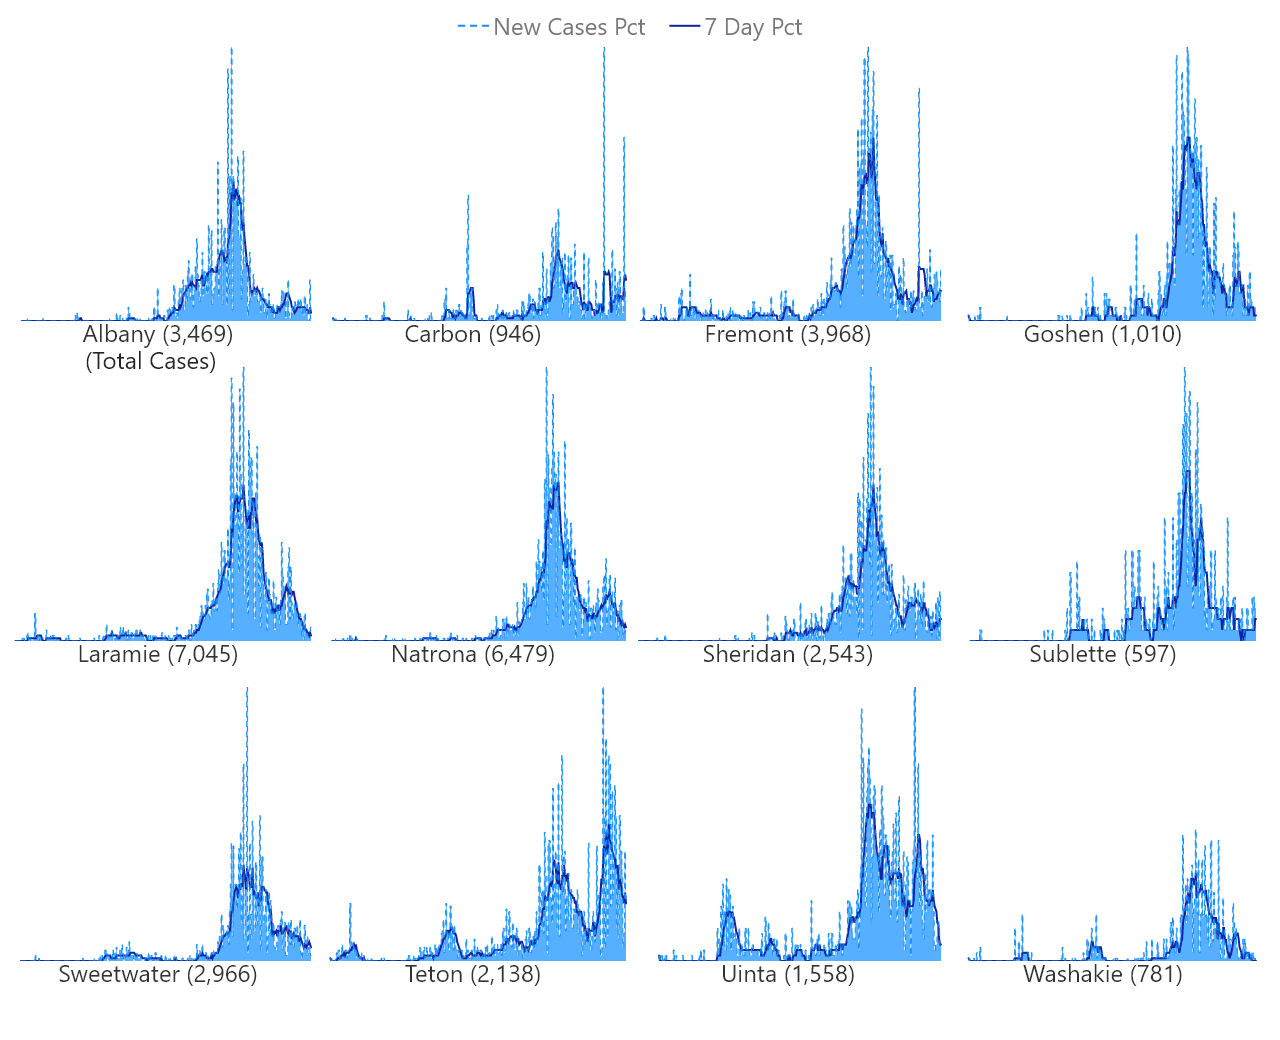 New Cases Pct 7 Day Pct
Albany (3,469) Carbon (946) Fremont (3,968) Goshen (1,010)
(Total Cases)
Laramie (7,045) Natrona (6,479) Sheridan (2,543) Sublette (597)
Sweetwater (2,966) Teton (2,138) Uinta (1,558) Washakie (781)